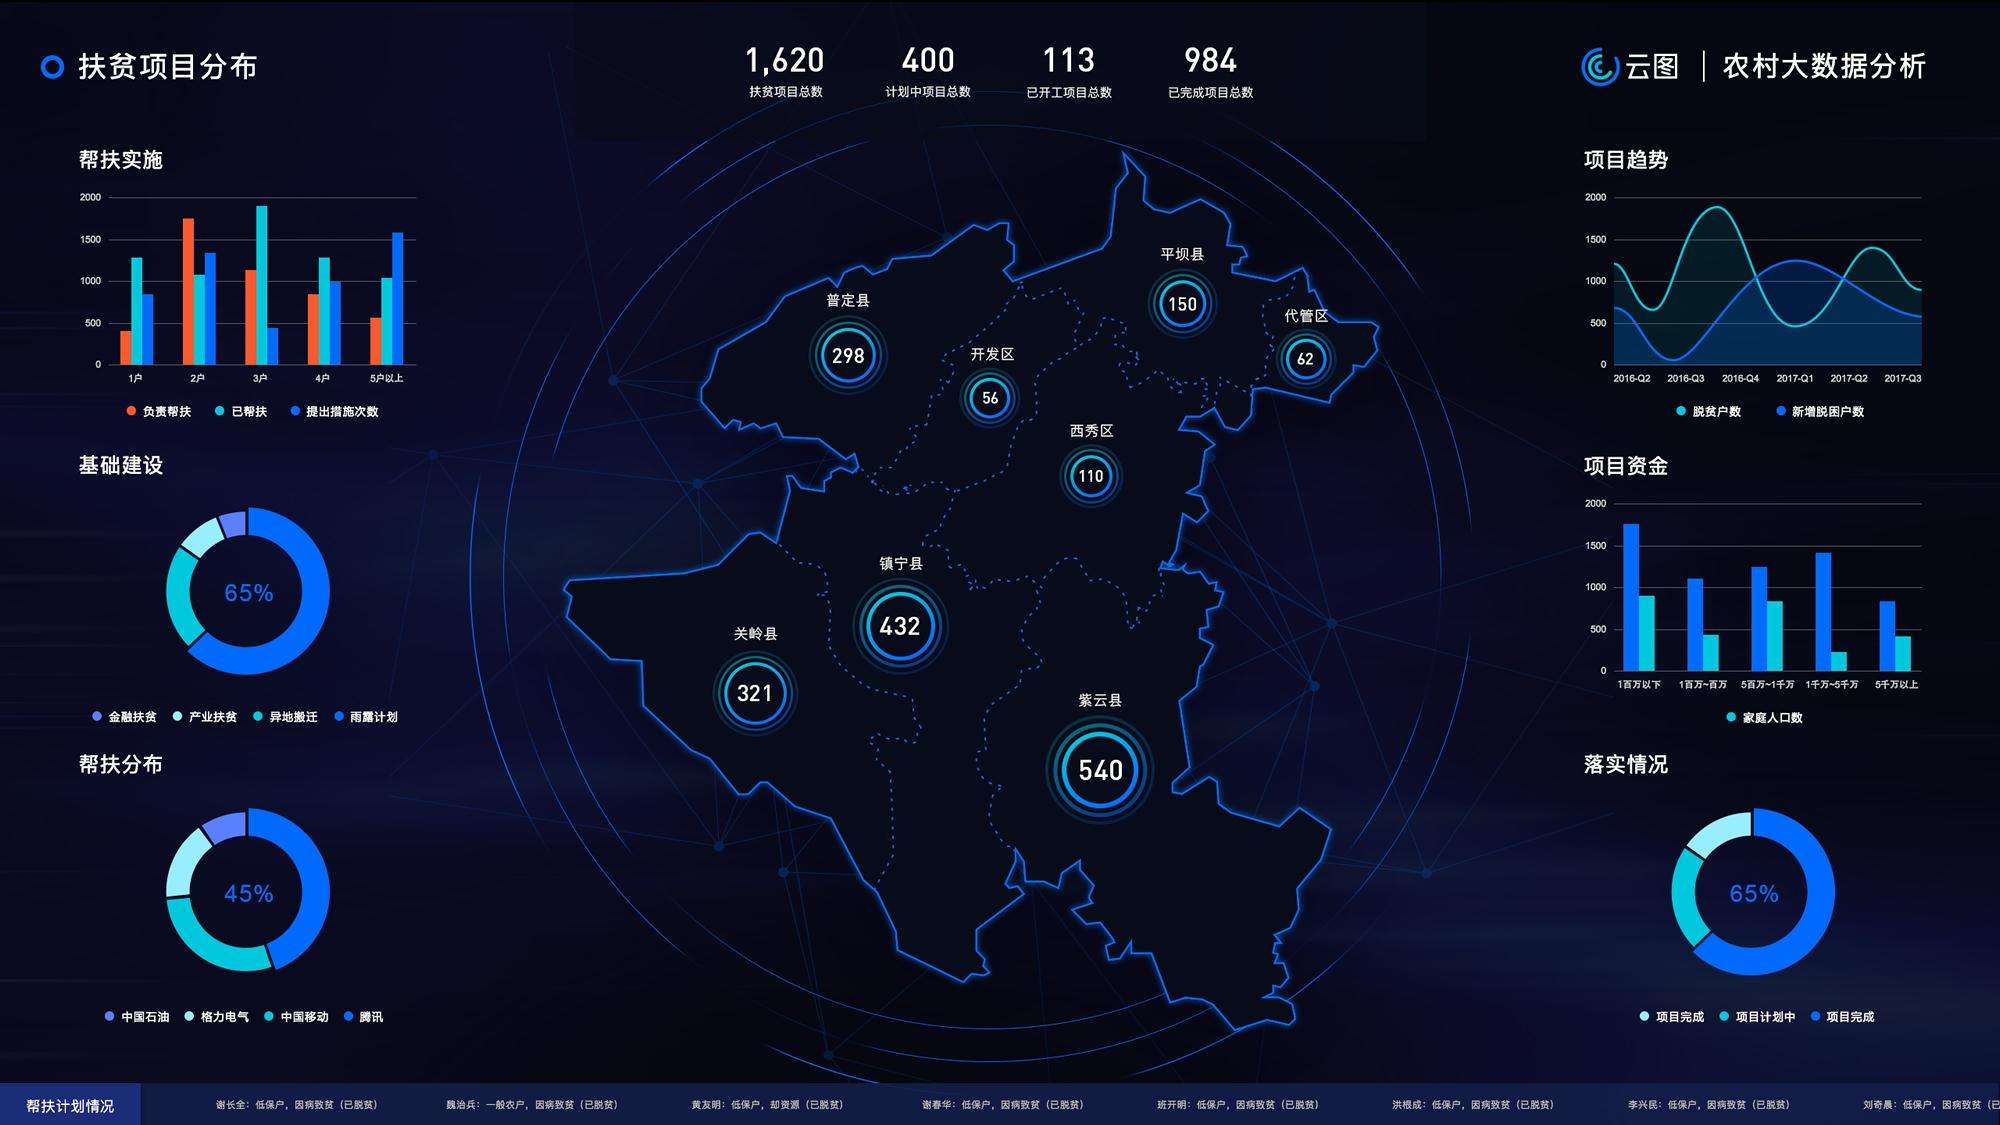 扶贫项目分布
1,620
扶贫项目总数
400
计划中项目总数
113
已开工项目总数
984
已完成项目总数
云图 | 农村大数据分析
帮扶实施
2000
1500
1000
500
0
1户 2户 3户 4户 5户以上
负责帮扶 已帮扶 提出措施次数
基础建设
65%
金融扶贫 产业扶贫 异地搬迁 雨露计划
帮扶分布
45%
中国石油 格力电气 中国移动 腾讯
平坝县
150
普定县
298
代管区
62
开发区
56
西秀区
110
镇宁县
432
关岭县
321
紫云县
540
项目趋势
2000
1500
1000
500
0
2016-Q2 2016-Q3 2016-Q4 2017-Q1 2017-Q2 2017-Q3
脱贫户数 新增脱困户数
项目资金
2000
1500
1000
500
0
1百万以下 1百万~百万 5百万~1千万 1千万~5千万 5千万以上
家庭人口数
落实情况
65%
项目完成 项目计划中 项目完成
帮扶计划情况
谢长全：低保户，因病致贫（已脱贫） 魏治兵：一般农户，因病致贫（已脱贫） 黄友明：低保户，却资源（已脱贫） 谢春华：低保户，因病致贫（已脱贫） 班开明：低保户，因病致贫（已脱贫） 洪根成：低保户，因病致贫（已脱贫） 李兴民：低保户，因病致贫（已脱贫） 刘奇晨：低保户，因病致贫（已